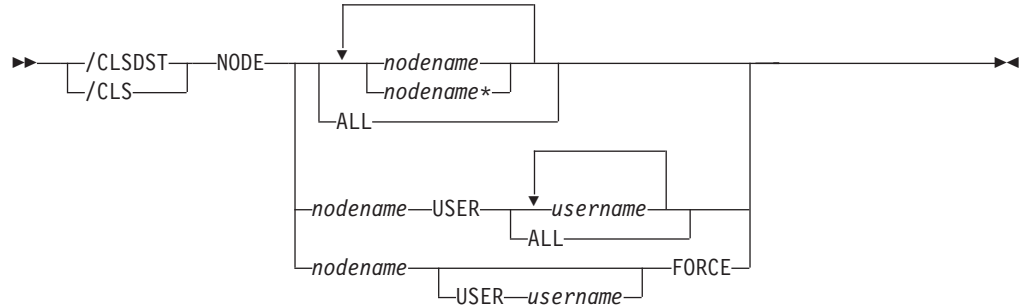 /CLSDST NODE nodename
/CLS nodename*
ALL
nodename USER username
ALL
nodename FORCE
USER username